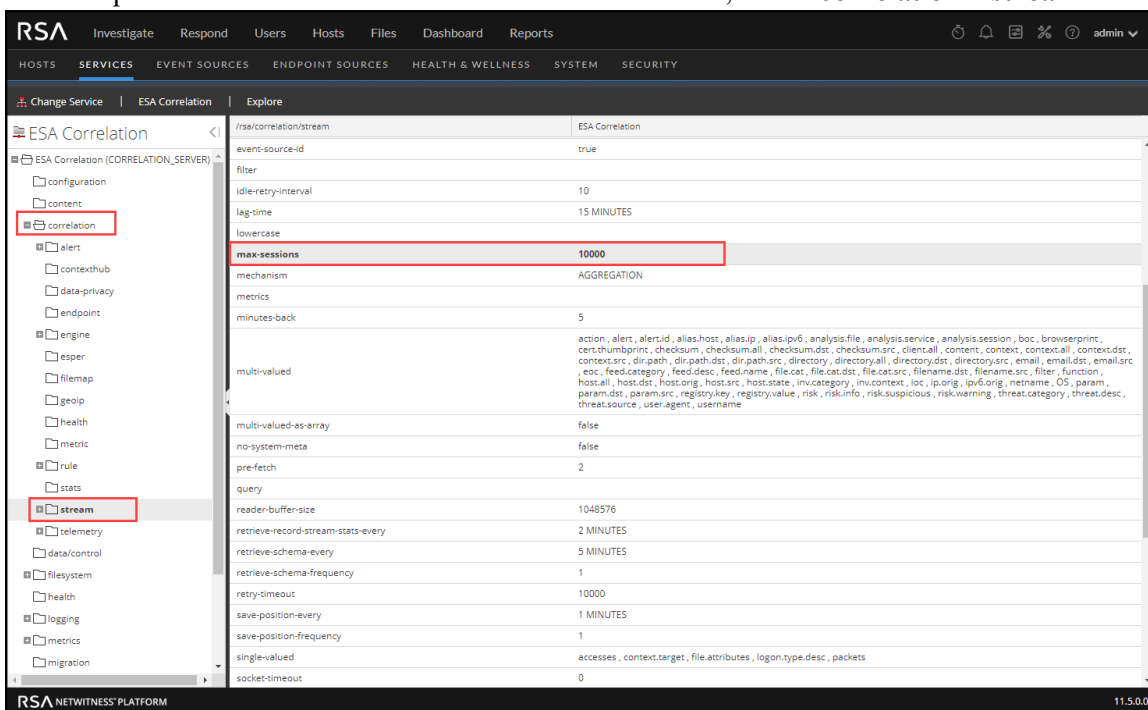 RSA Investigate Respond Users Hosts Files Dashboard Reports admin
HOSTS SERVICES EVENT SOURCES ENDPOINT SOURCES HEALTH & WELLNESS SYSTEM SECURITY
Change Service | ESA Correlation | Explore
ESA Correlation
ESA Correlation (CORRELATION_SERVER)
configuration
content
correlation
alert
contexthub
data-privacy
endpoint
engine
esper
filemap
geoip
health
metric
rule
stats
stream
telemetry
data/control
filesystem
health
logging
metrics
migration
/rsa/correlation/stream ESA Correlation
event-source-id true
filter
idle-retry-interval 10
lag-time 15 MINUTES
lowercase
max-sessions 10000
mechanism AGGREGATION
metrics
minutes-back 5
multi-valued
action , alert , alert.id , alias.host , alias.ip , alias.ipv6 , analysis.file , analysis.service , analysis.session , boc , browserprint ,
cert.thumbprint , checksum , checksum.all , checksum.dst , checksum.src , client.all , content , context , context.all , context.dst ,
context.src , dir.path , dir.path.dst , dir.path.src , directory , directory.all , directory.dst , directory.src , email , email.dst , email.src
, eoc , feed.category , feed.desc , feed.name , file.cat , file.cat.dst , file.cat.src , filename.dst , filename.src , filter , function ,
host.all , host.dst , host.orig , host.src , host.state , inv.category , inv.context , ioc , ip.orig , ipv6.orig , netname , OS , param ,
param.dst , param.src , registry.key , registry.value , risk , risk.info , risk.suspicious , risk.warning , threat.category , threat.desc ,
threat.source , user.agent , username
multi-valued-as-array false
no-system-meta false
pre-fetch 2
query
reader-buffer-size 1048576
retrieve-record-stream-stats-every 2 MINUTES
retrieve-schema-every 5 MINUTES
retrieve-schema-frequency 1
retry-timeout 10000
save-position-every 1 MINUTES
save-position-frequency 1
single-valued accesses , context.target , file.attributes , logon.type.desc , packets
socket-timeout 0
RSA NETWITNESS® PLATFORM 11.5.0.0